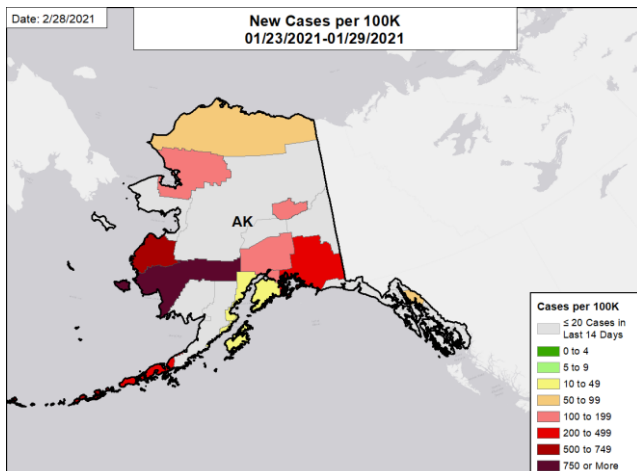 Date: 2/28/2021
New Cases per 100K
01/23/2021-01/29/2021
AK
Cases per 100K
≤ 20 Cases in
Last 14 Days
0 to 4
5 to 9
10 to 49
50 to 99
100 to 199
200 to 499
500 to 749
750 or More